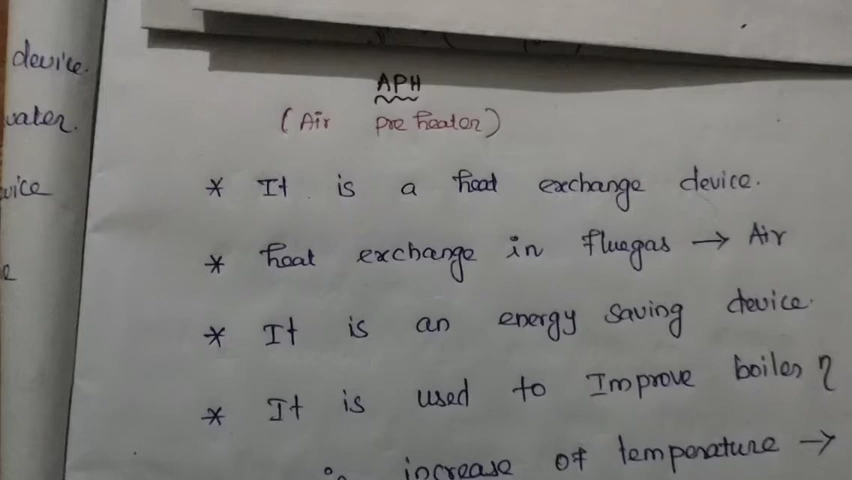 device.
water.
vice
e
APH
(Air pre heater)
* It is a heat exchange device.
* heat exchange in fluegas → Air
* It is an energy saving device.
* It is used to Improve boiler η
increase of temperature →